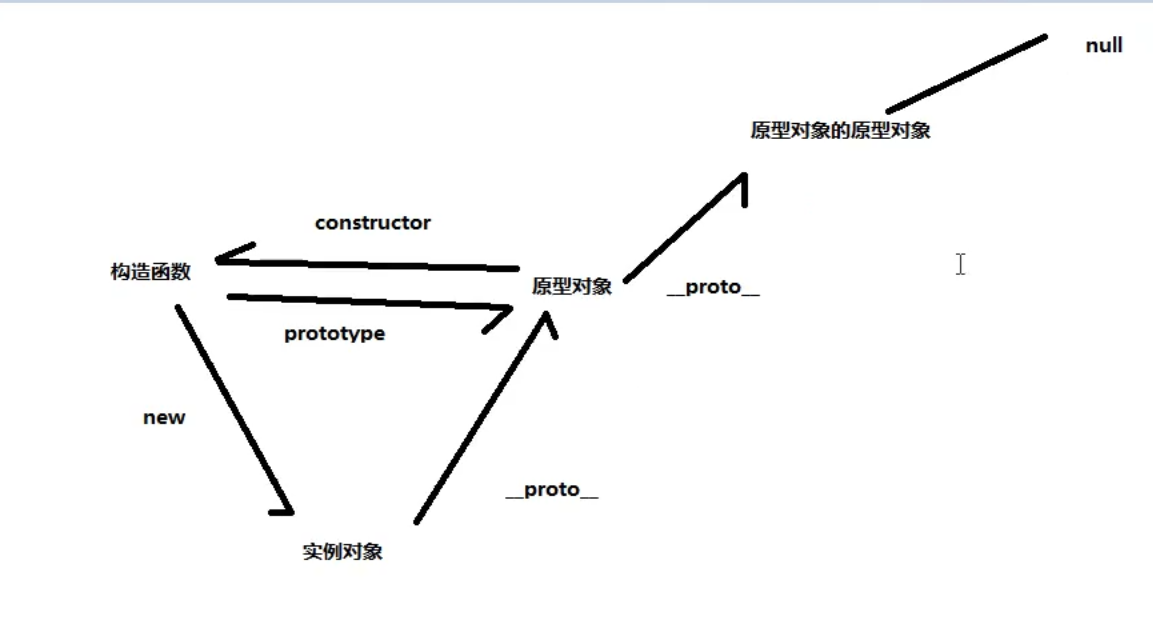 null
原型对象的原型对象
constructor
构造函数
原型对象
__proto__
prototype
new
__proto__
实例对象